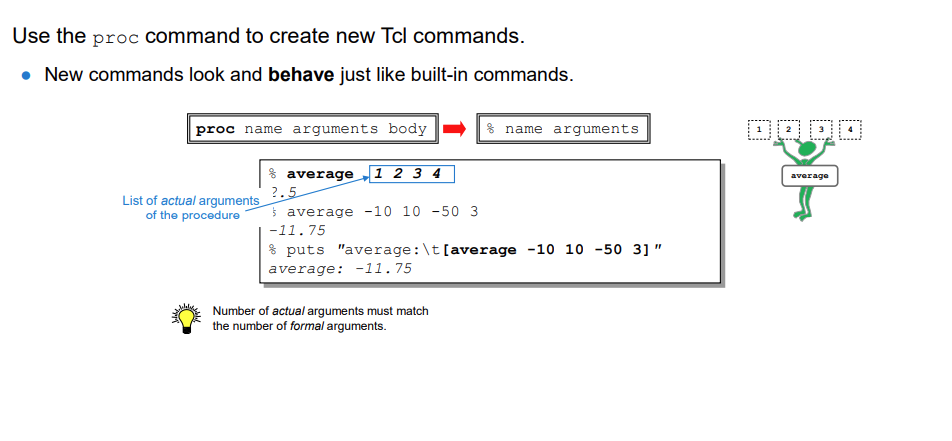 Use the proc command to create new Tcl commands.
• New commands look and behave just like built-in commands.
proc name arguments body
% name arguments
1 2 3 4
average
% average 1 2 3 4
2.5
% average -10 10 -50 3
-11.75
% puts "average:\t[average -10 10 -50 3]"
average: -11.75
List of actual arguments
of the procedure
Number of actual arguments must match
the number of formal arguments.